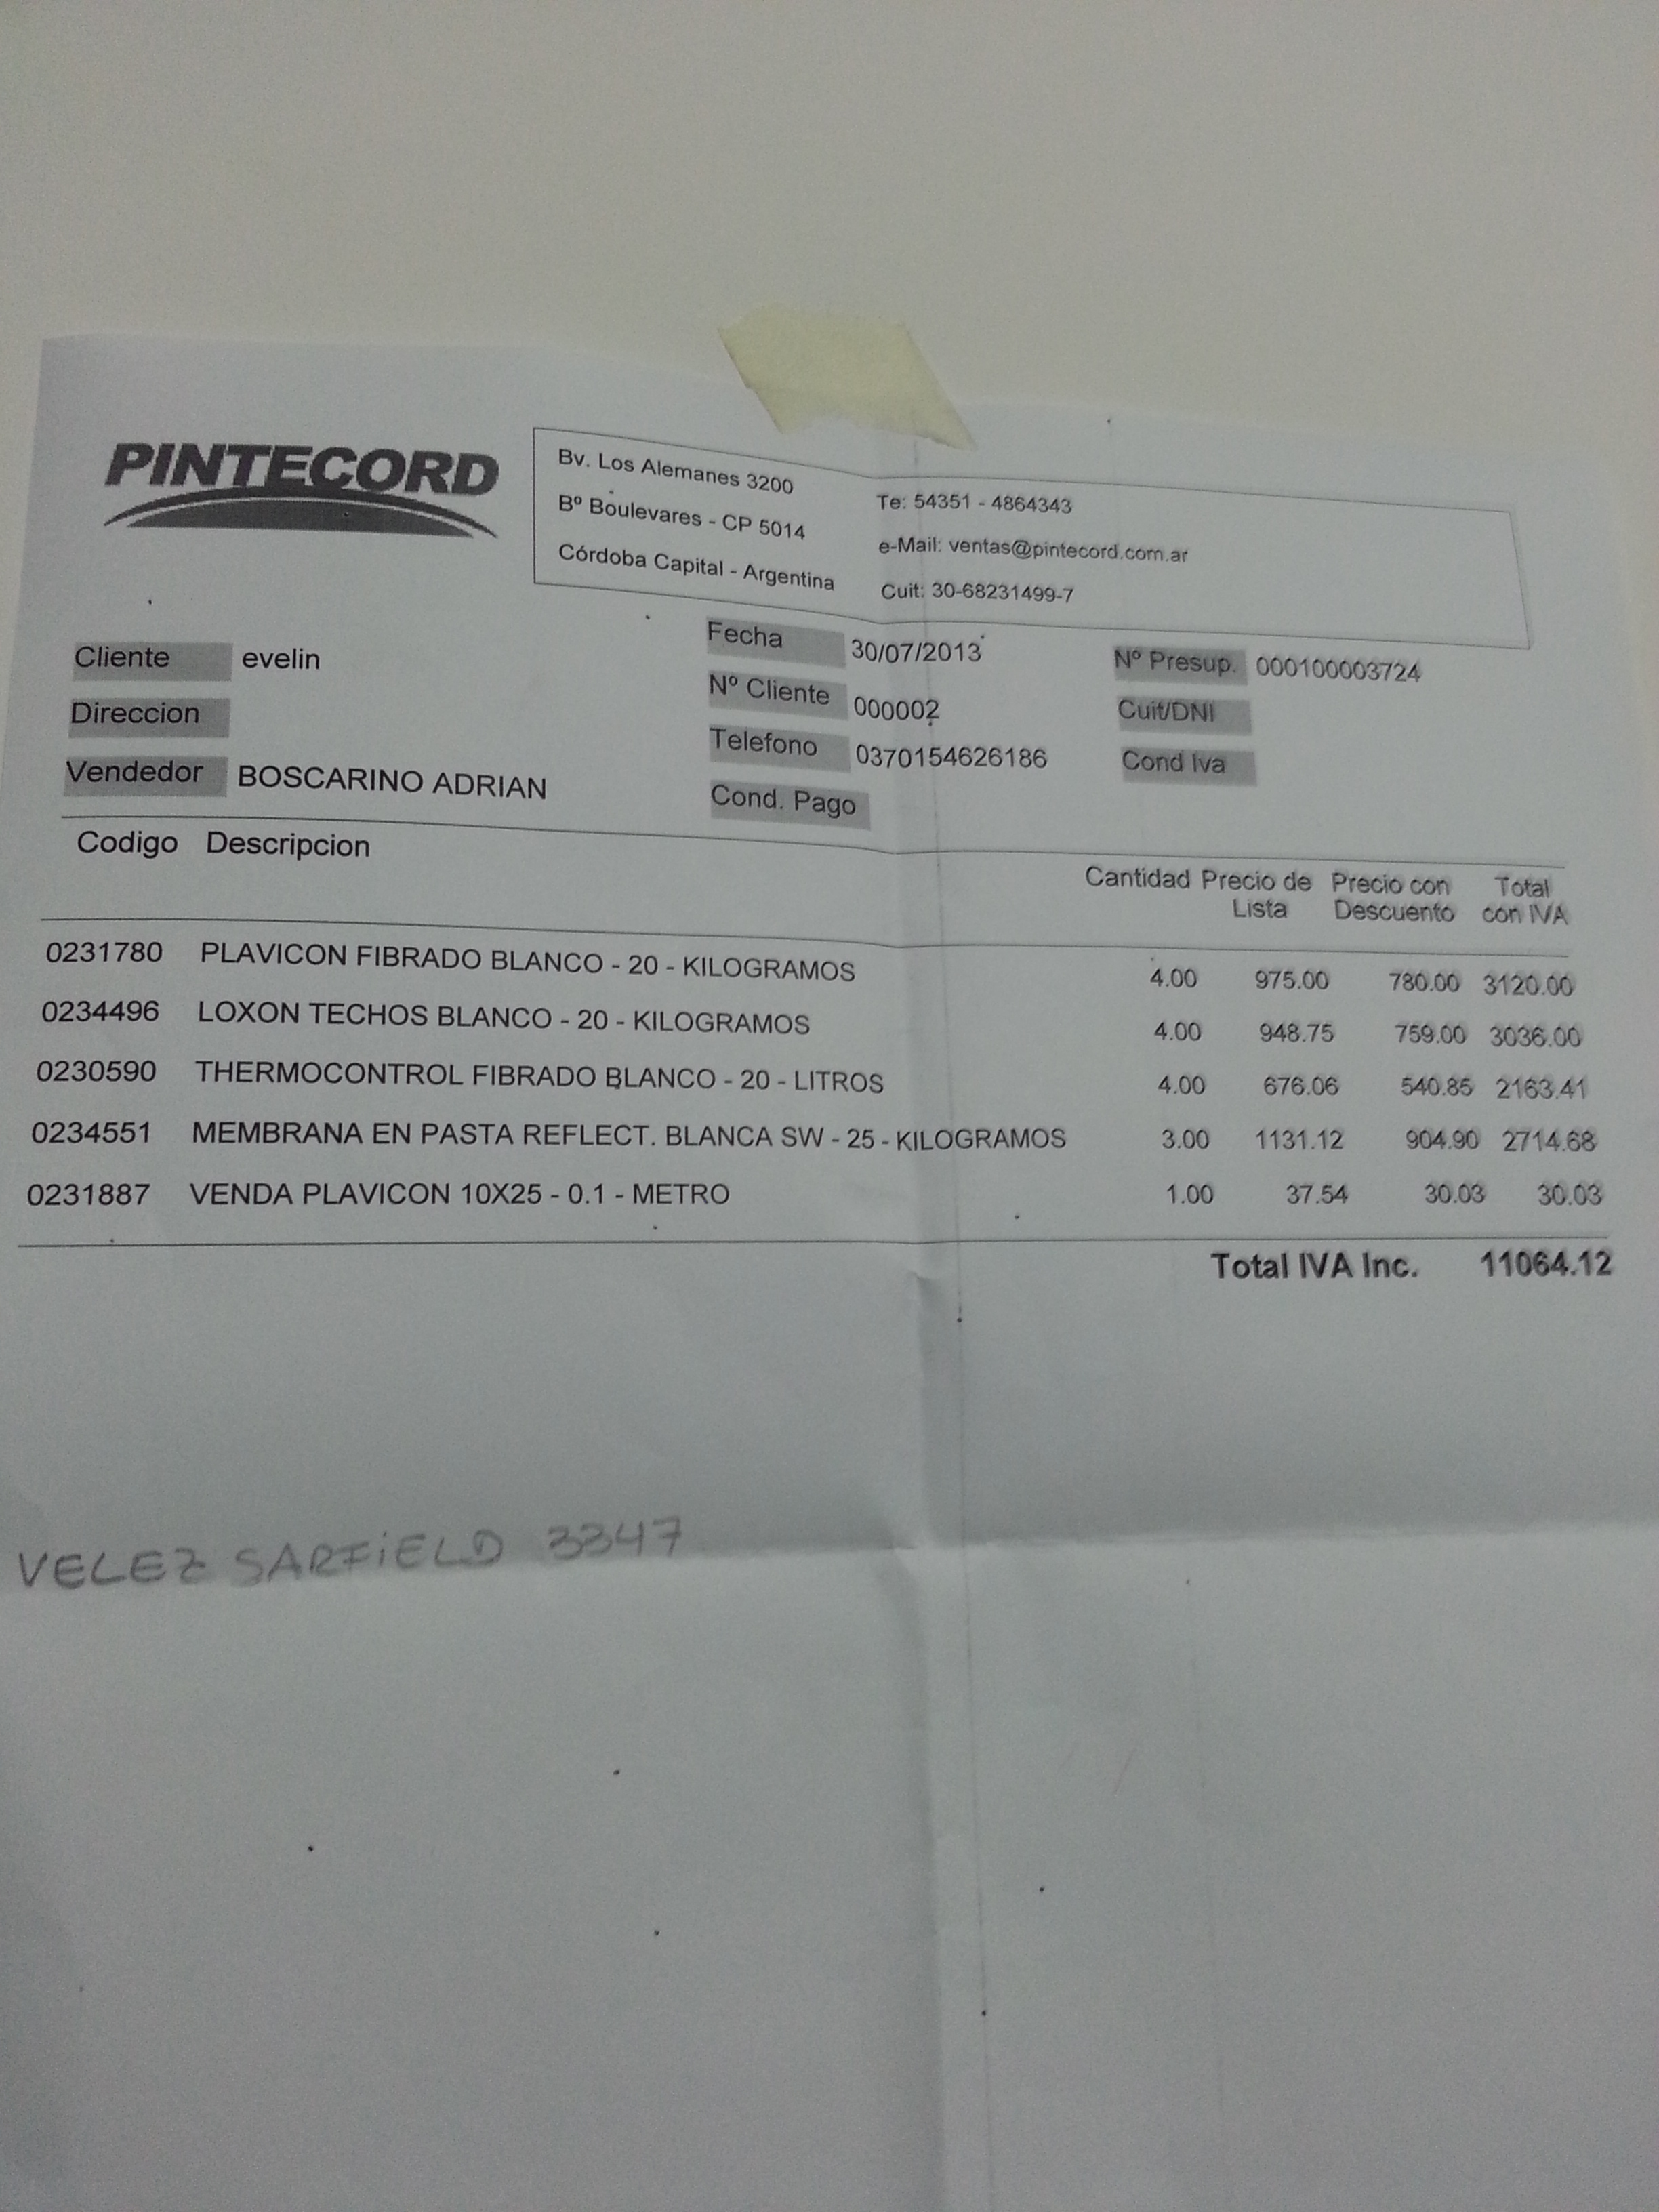 PINTECORD
Bv. Los Alemanes 3200
Bº Boulevares - CP 5014
Córdoba Capital - Argentina
Te: 54351 - 4864343
e-Mail: ventas@pintecord.com.ar
Cuit: 30-68231499-7
Cliente evelin
Direccion
Vendedor BOSCARINO ADRIAN
Fecha 30/07/2013
Nº Cliente 000002
Telefono 0370154626186
Cond. Pago
Nº Presup. 000100003724
Cuit/DNI
Cond Iva
Codigo Descripcion Cantidad Precio de Lista Precio con Descuento Total con IVA
0231780 PLAVICON FIBRADO BLANCO - 20 - KILOGRAMOS 4.00 975.00 780.00 3120.00
0234496 LOXON TECHOS BLANCO - 20 - KILOGRAMOS 4.00 948.75 759.00 3036.00
0230590 THERMOCONTROL FIBRADO BLANCO - 20 - LITROS 4.00 676.06 540.85 2163.41
0234551 MEMBRANA EN PASTA REFLECT. BLANCA SW - 25 - KILOGRAMOS 3.00 1131.12 904.90 2714.68
0231887 VENDA PLAVICON 10X25 - 0.1 - METRO 1.00 37.54 30.03 30.03
Total IVA Inc. 11064.12
VELEZ SARFiELD 3347